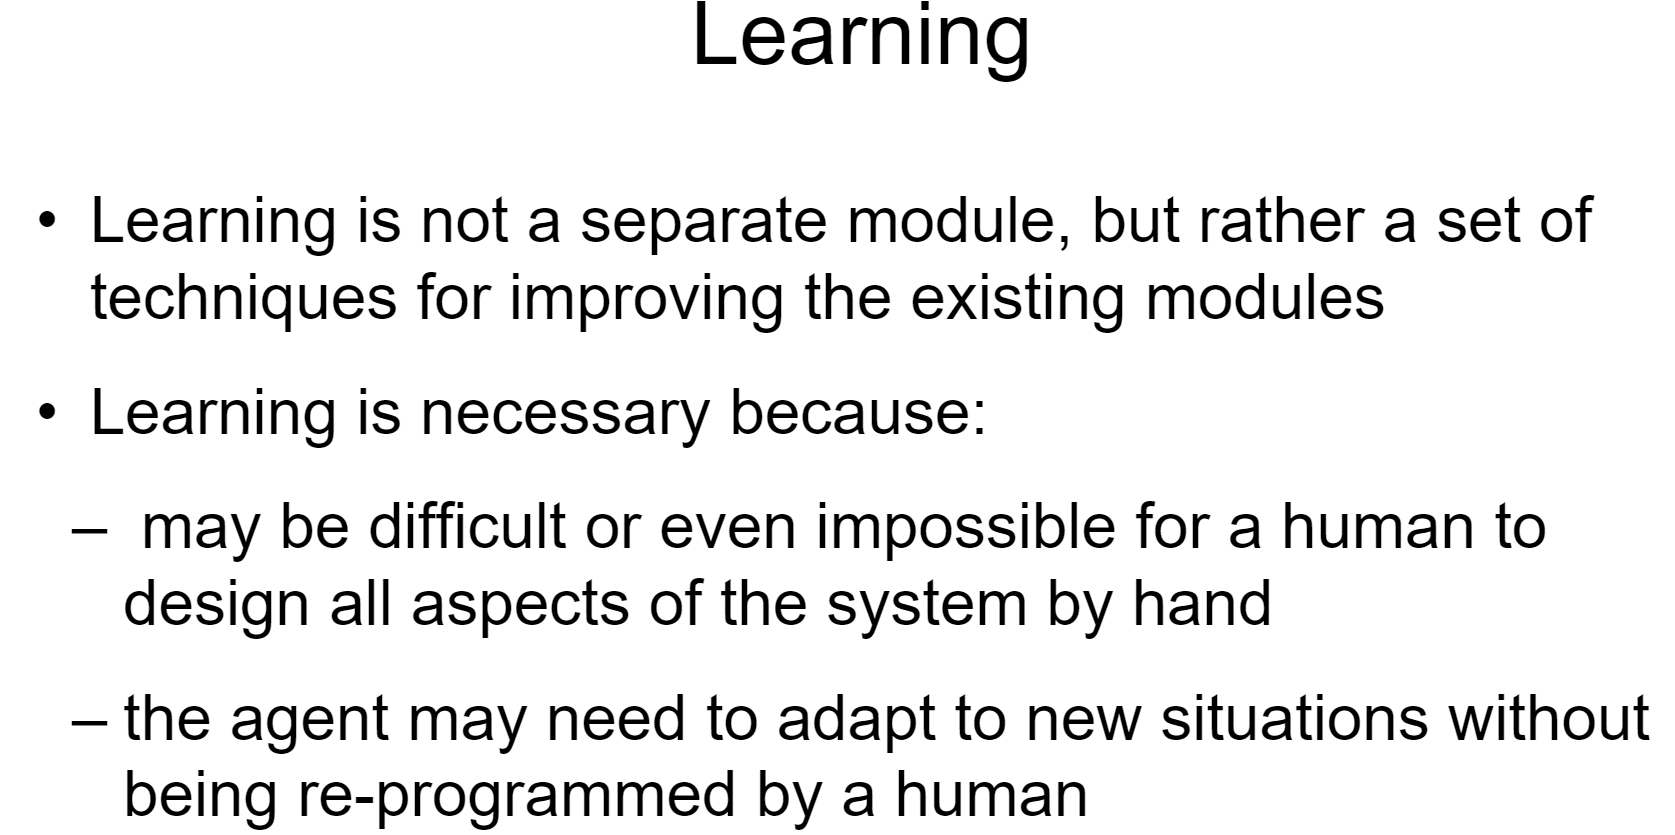 Learning
• Learning is not a separate module, but rather a set of
techniques for improving the existing modules
• Learning is necessary because:
– may be difficult or even impossible for a human to
design all aspects of the system by hand
– the agent may need to adapt to new situations without
being re-programmed by a human